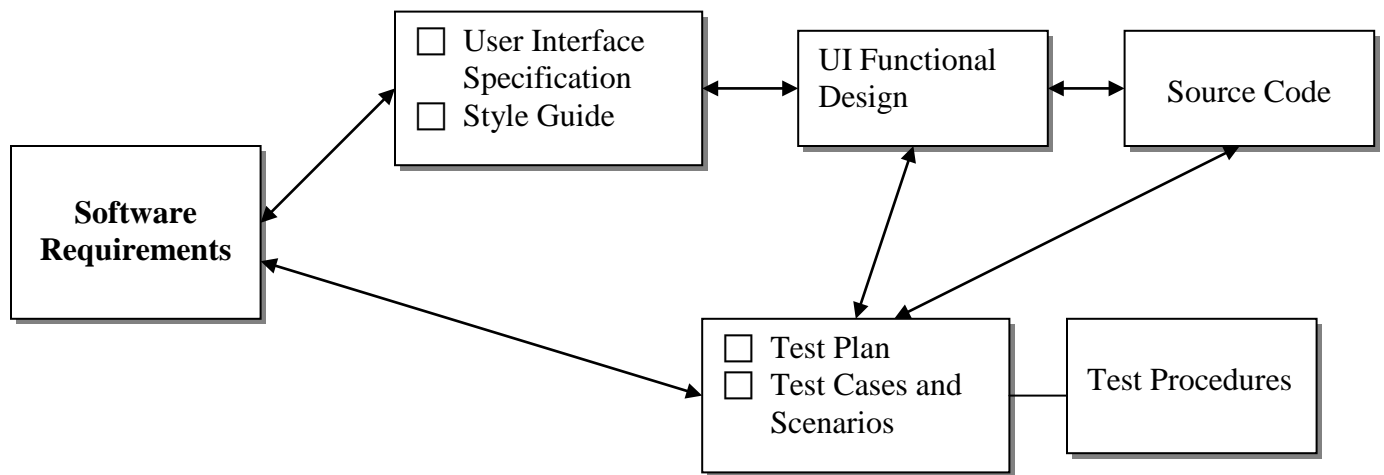 User Interface
Specification
Style Guide
UI Functional
Design
Source Code
Software
Requirements
Test Plan
Test Cases and
Scenarios
Test Procedures